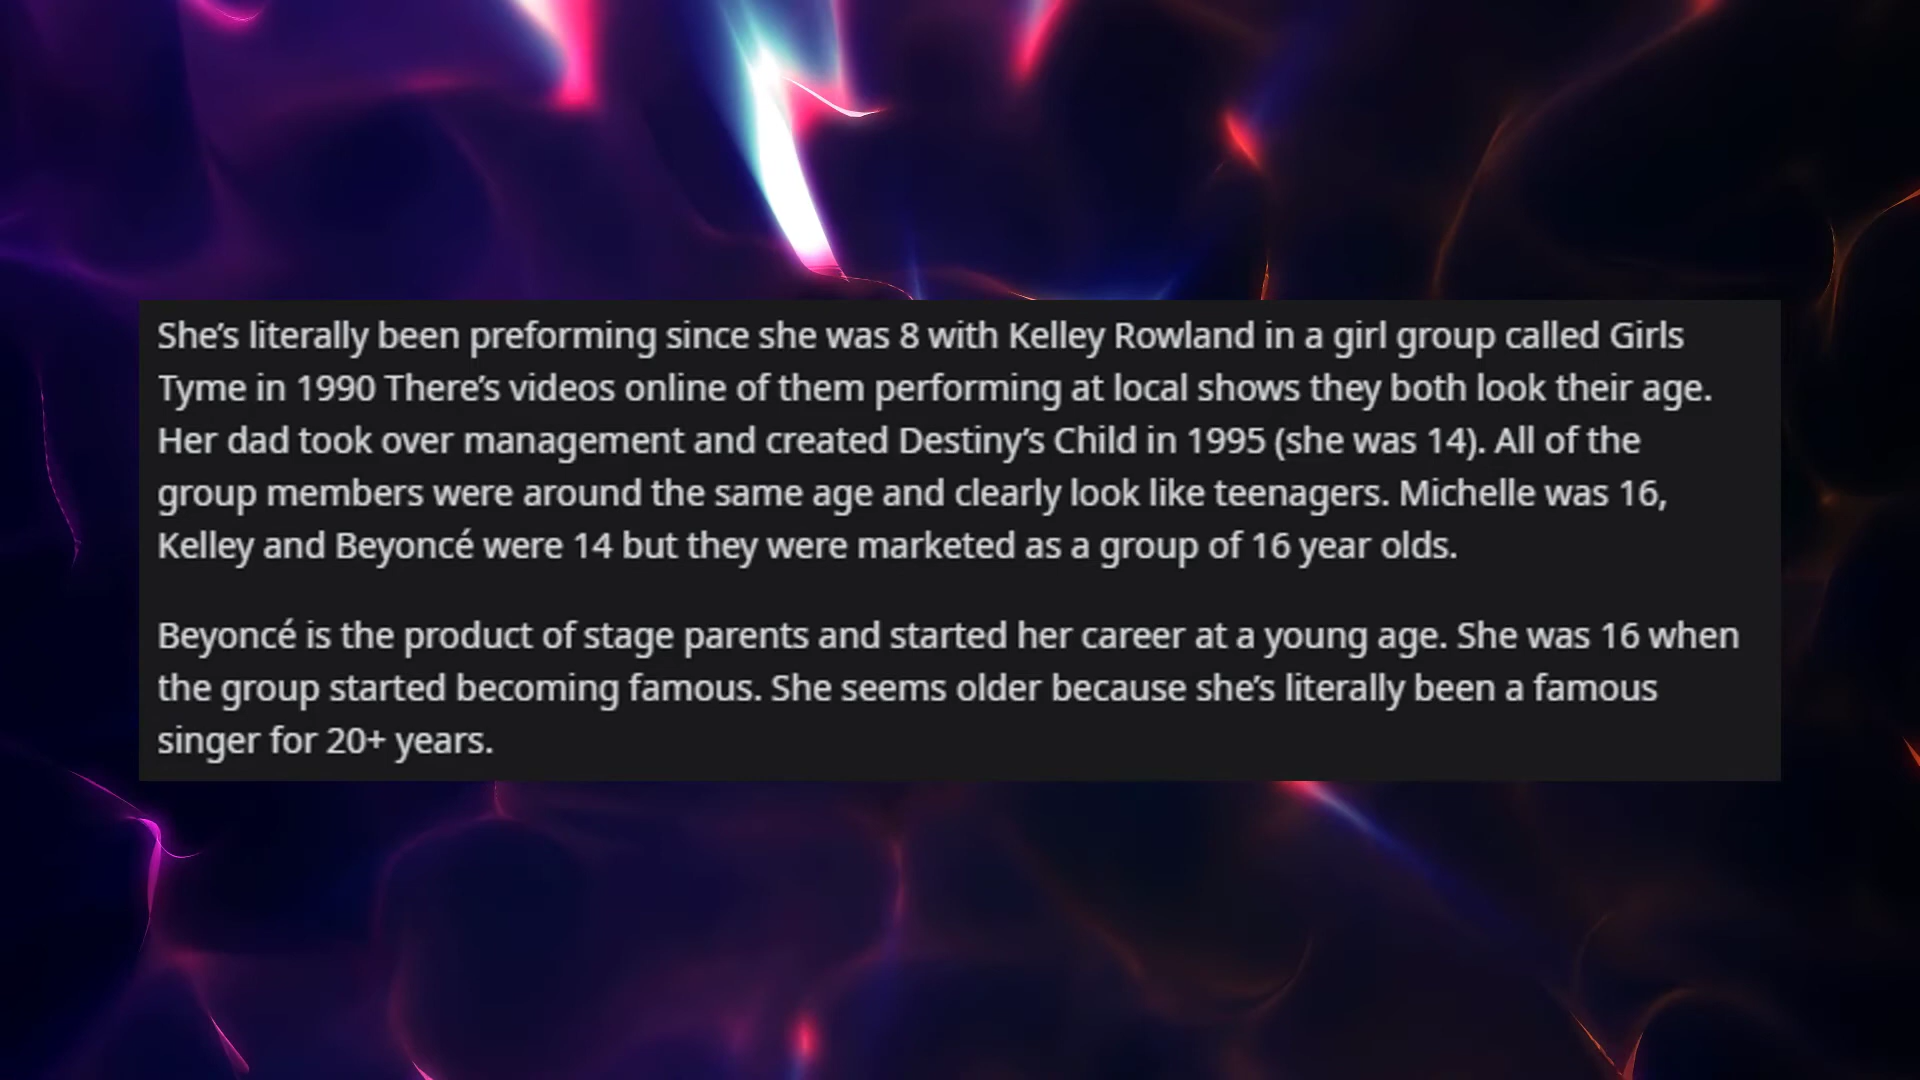 She’s literally been preforming since she was 8 with Kelley Rowland in a girl group called Girls
Tyme in 1990 There’s videos online of them performing at local shows they both look their age.
Her dad took over management and created Destiny’s Child in 1995 (she was 14). All of the
group members were around the same age and clearly look like teenagers. Michelle was 16,
Kelley and Beyoncé were 14 but they were marketed as a group of 16 year olds.
Beyoncé is the product of stage parents and started her career at a young age. She was 16 when
the group started becoming famous. She seems older because she’s literally been a famous
singer for 20+ years.